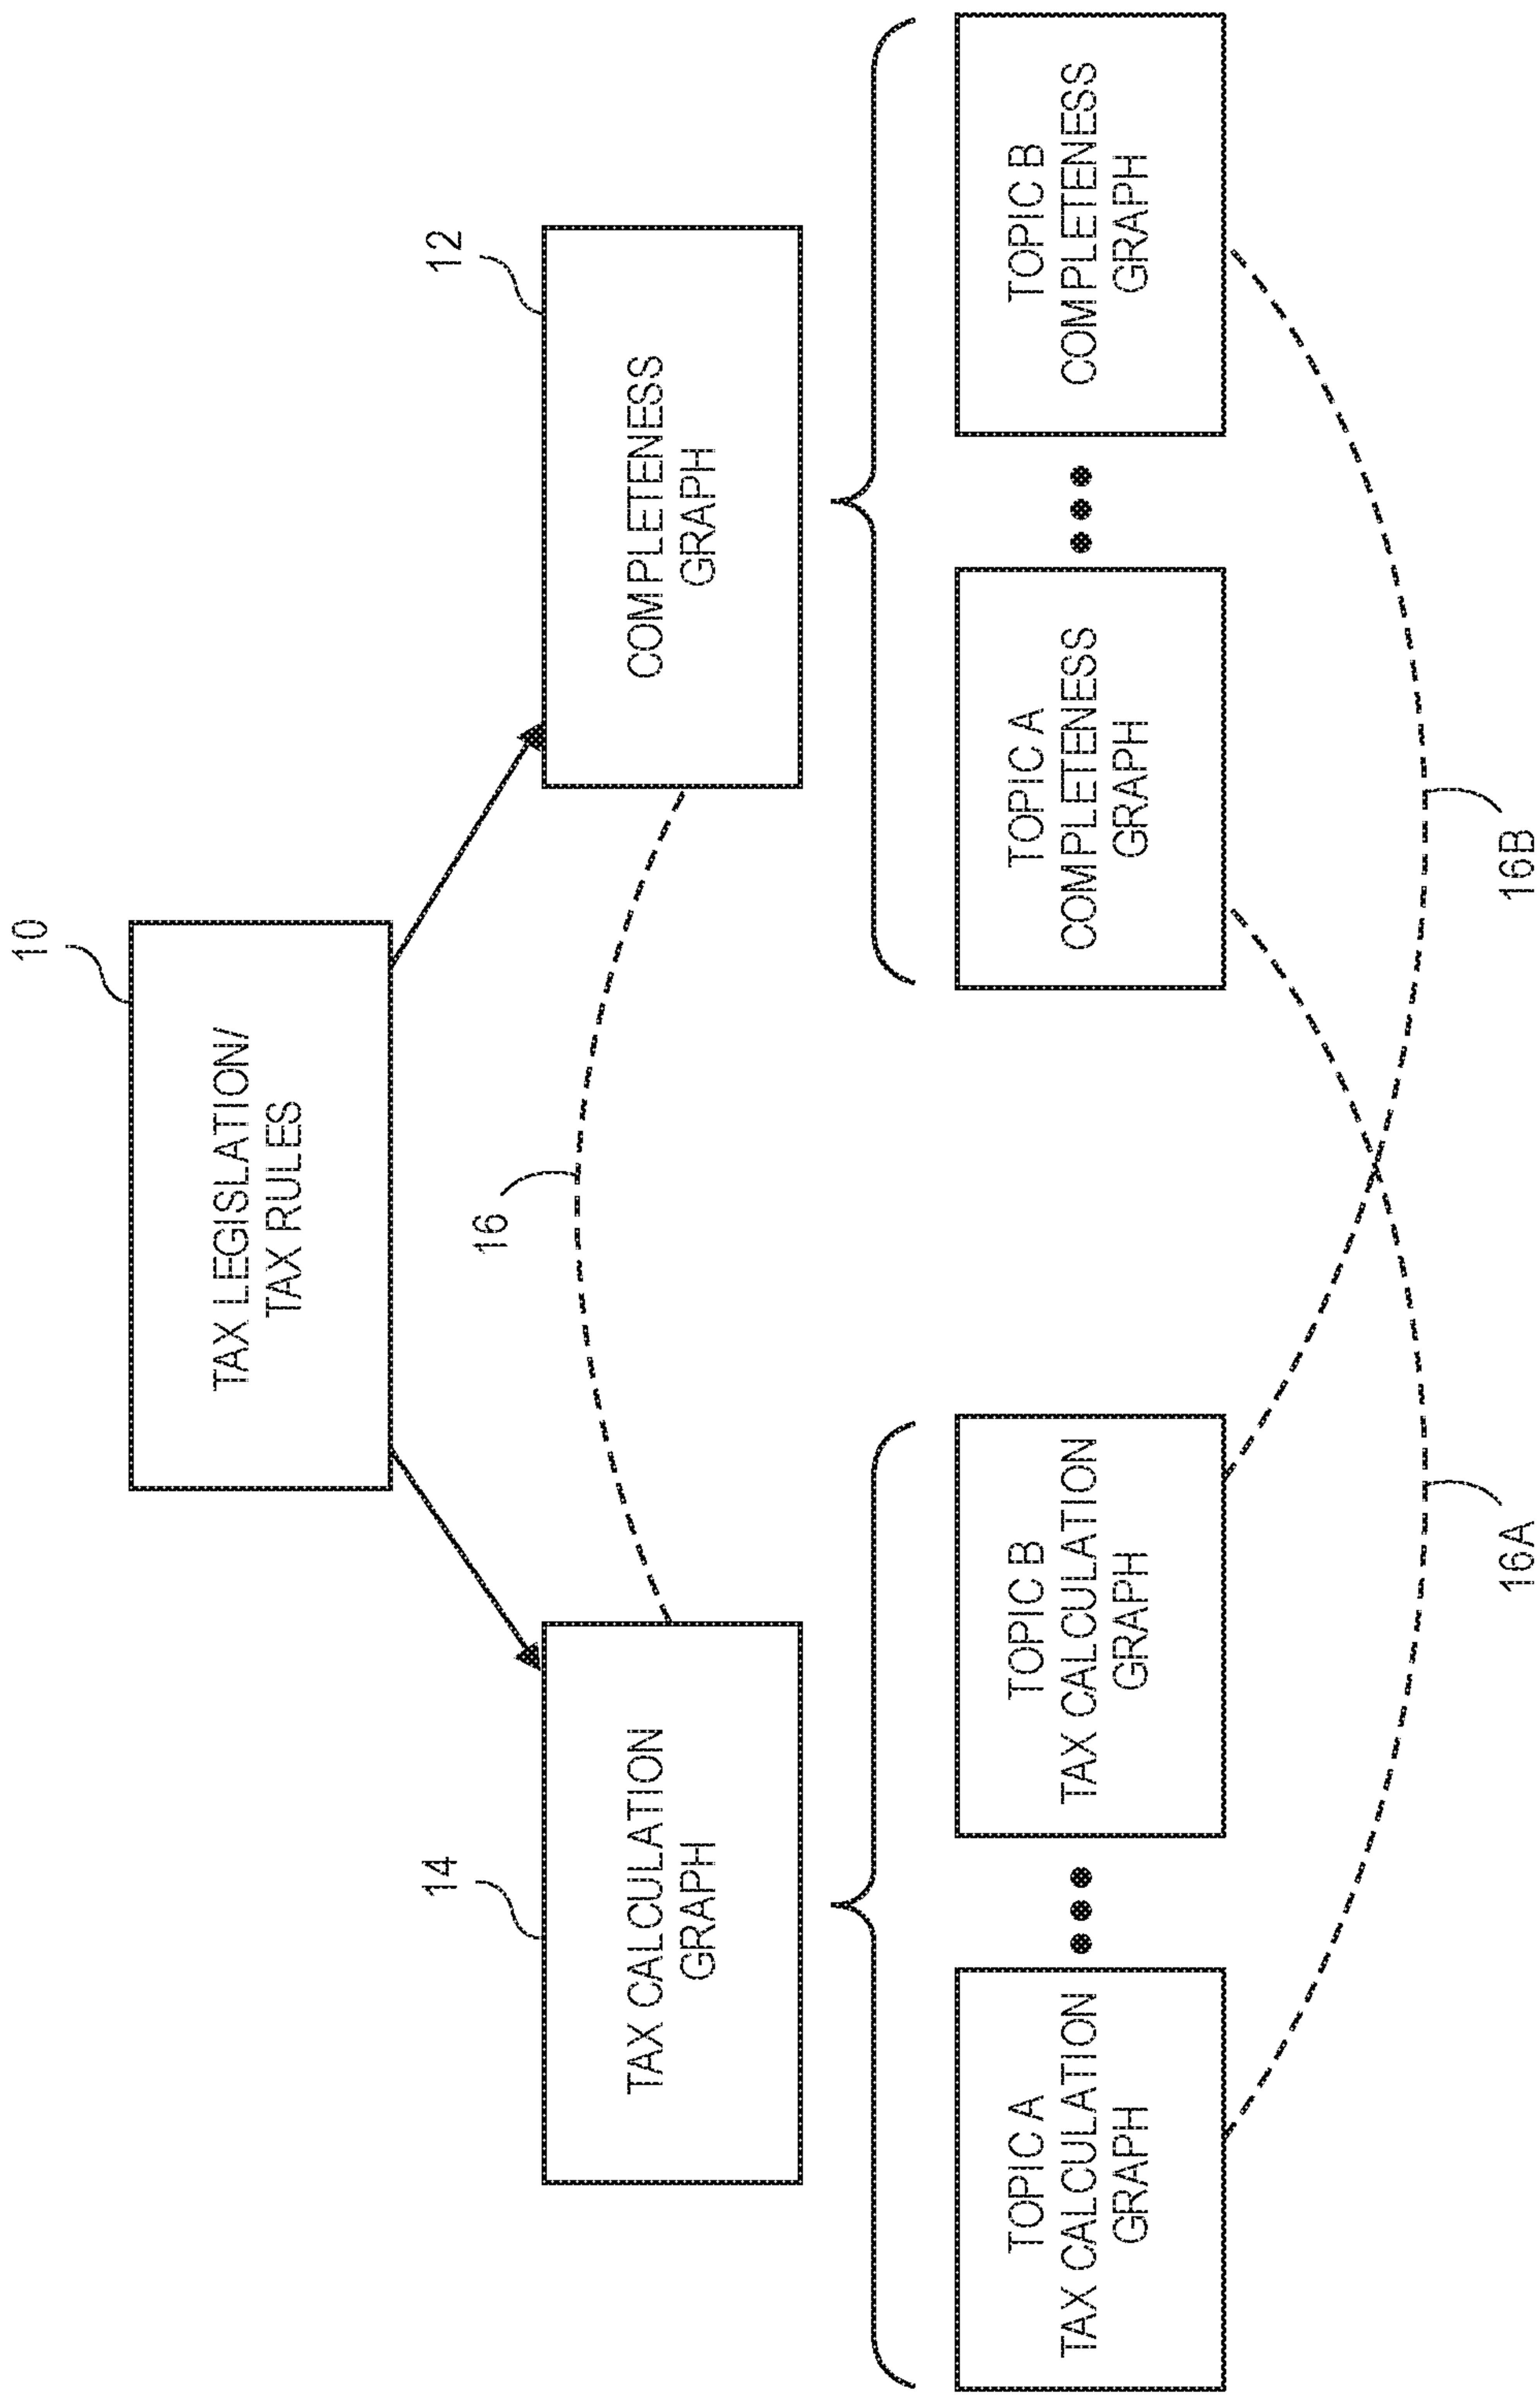 10
TAX LEGISLATION/
TAX RULES
14
TAX CALCULATION
GRAPH
16
12
COMPLETENESS
GRAPH
TOPIC A
TAX CALCULATION
GRAPH
TOPIC B
TAX CALCULATION
GRAPH
TOPIC A
COMPLETENESS
GRAPH
TOPIC B
COMPLETENESS
GRAPH
16A
16B